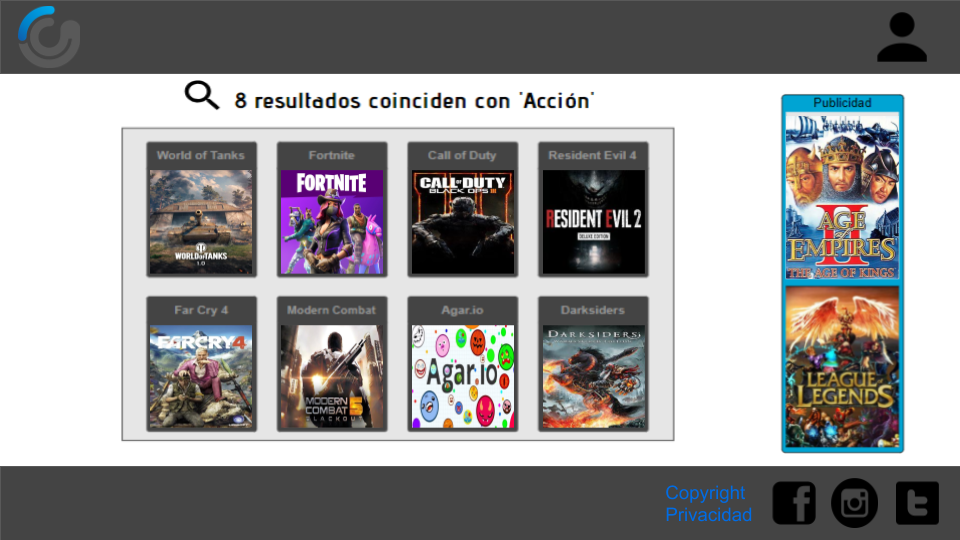 8 resultados coinciden con "Acción"
Publicidad
World of Tanks
Fortnite
Call of Duty
Resident Evil 4
WORLD OF TANKS
1.0
FORTNITE
CALL OF DUTY
BLACK OPS III
RESIDENT EVIL 2
DELUXE EDITION
Far Cry 4
Modern Combat
Agar.io
Darksiders
FARCRY4
MODERN
COMBAT 5
BLACKOUT
Agar.io
DARKSIDERS
AGE
of
EMPIRES
II
THE AGE OF KINGS
LEAGUE
of
LEGENDS
Copyright
Privacidad